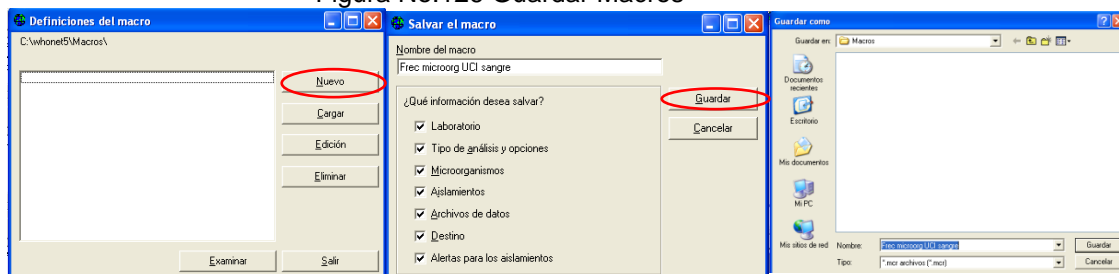 Figura No.120 Guardar Macros
Definiciones del macro
C:\whonet5\Macros\
Nuevo
Cargar
Edición
Eliminar
Examinar
Salir
Salvar el macro
Nombre del macro
Frec microorg UCI sangre
¿Qué información desea salvar?
Laboratorio
Tipo de análisis y opciones
Microorganismos
Aislamientos
Archivos de datos
Destino
Alertas para los aislamientos
Guardar
Cancelar
Guardar como
Guardar en: Macros
Documentos recientes
Escritorio
Mis documentos
Mi PC
Mis sitios de red
Nombre: Frec microorg UCI sangre
Guardar
Tipo: *.mcr archivos (*.mcr)
Cancelar